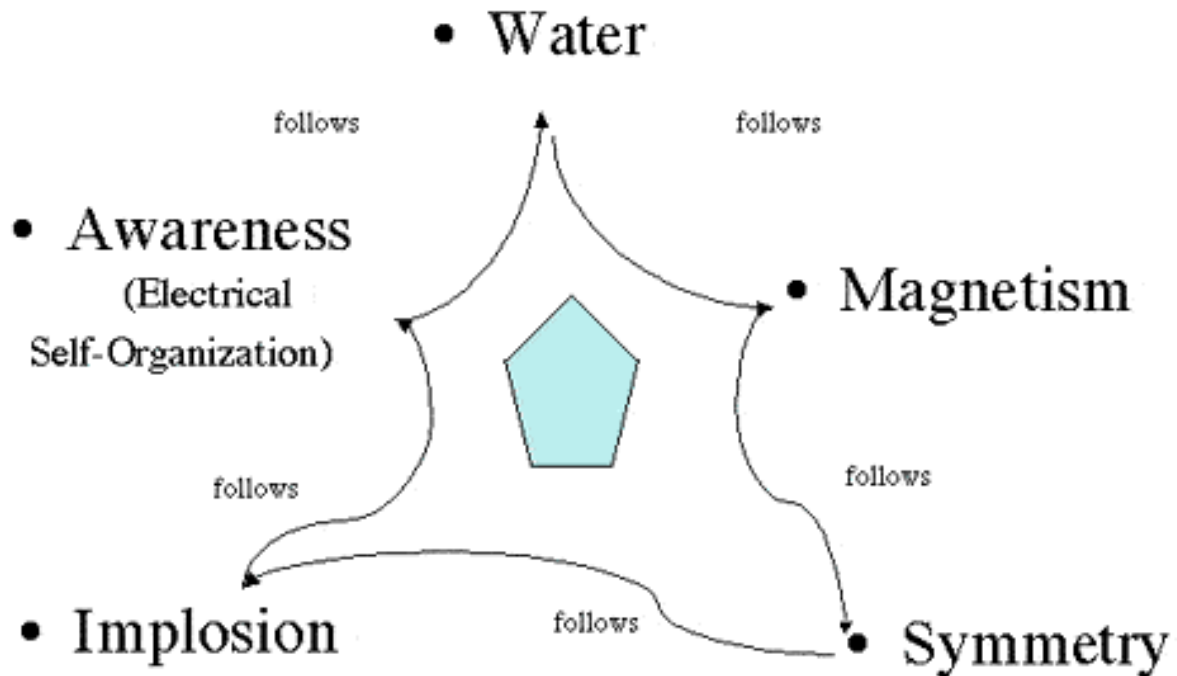 • Water
follows
follows
• Awareness
(Electrical
Self-Organization)
• Magnetism
follows
follows
• Implosion
follows
• Symmetry